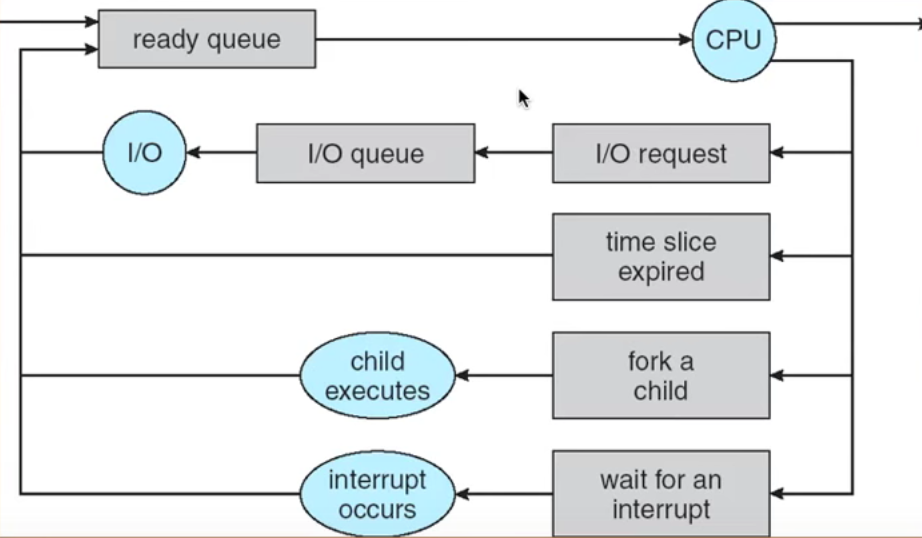 ready queue
CPU
I/O
I/O queue
I/O request
time slice
expired
child
executes
fork a
child
interrupt
occurs
wait for an
interrupt